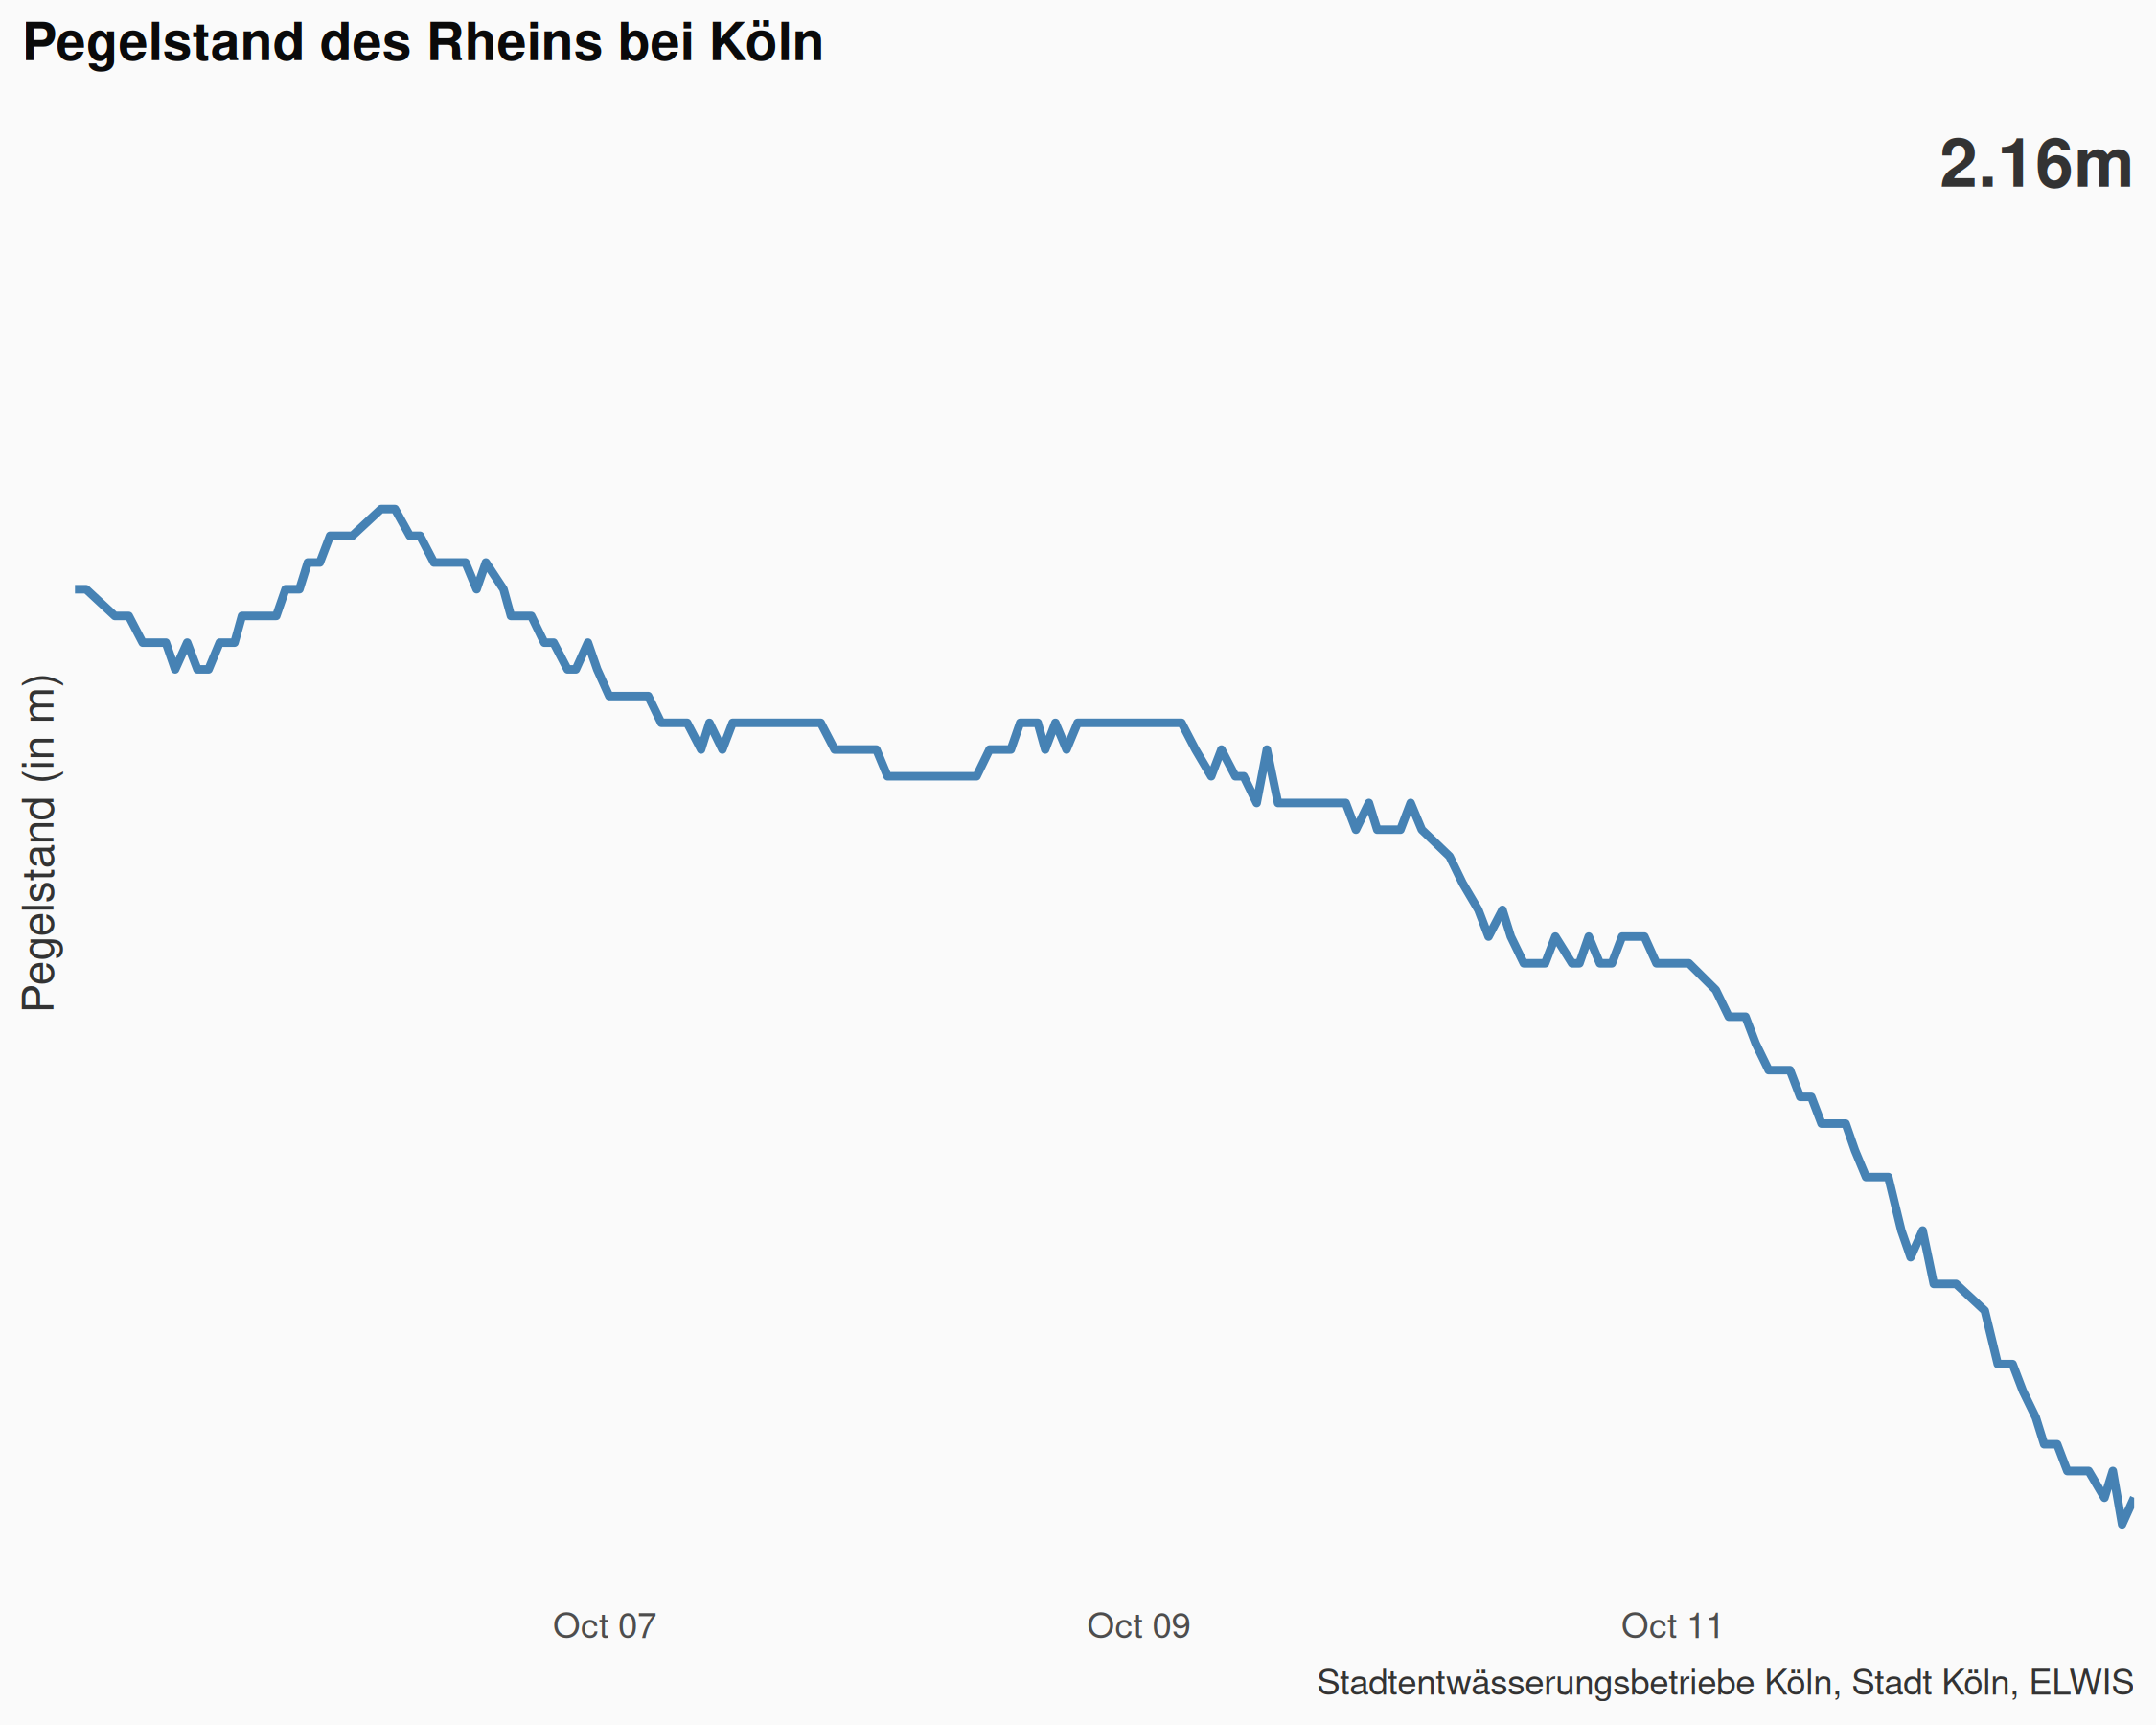 Pegelstand des Rheins bei Köln
2.16m
Pegelstand (in m)
Oct 07
Oct 09
Oct 11
Stadtentwässerungsbetriebe Köln, Stadt Köln, ELWIS